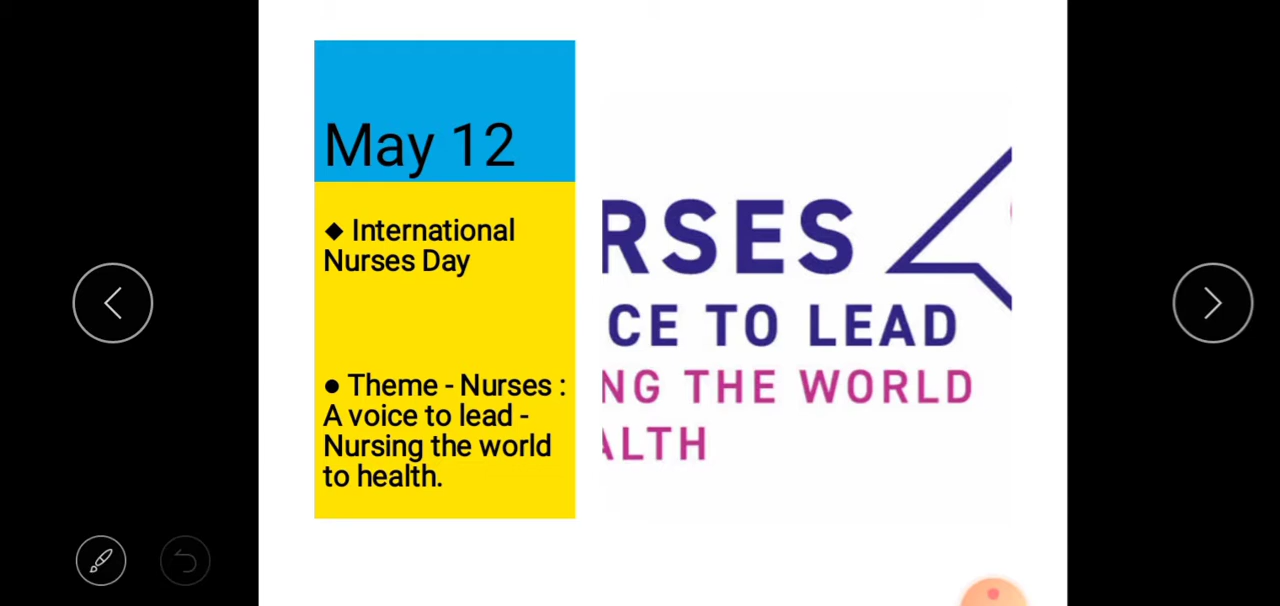 May 12
◆ International
Nurses Day
● Theme - Nurses :
A voice to lead -
Nursing the world
to health.
RSES
CE TO LEAD
NG THE WORLD
ALTH